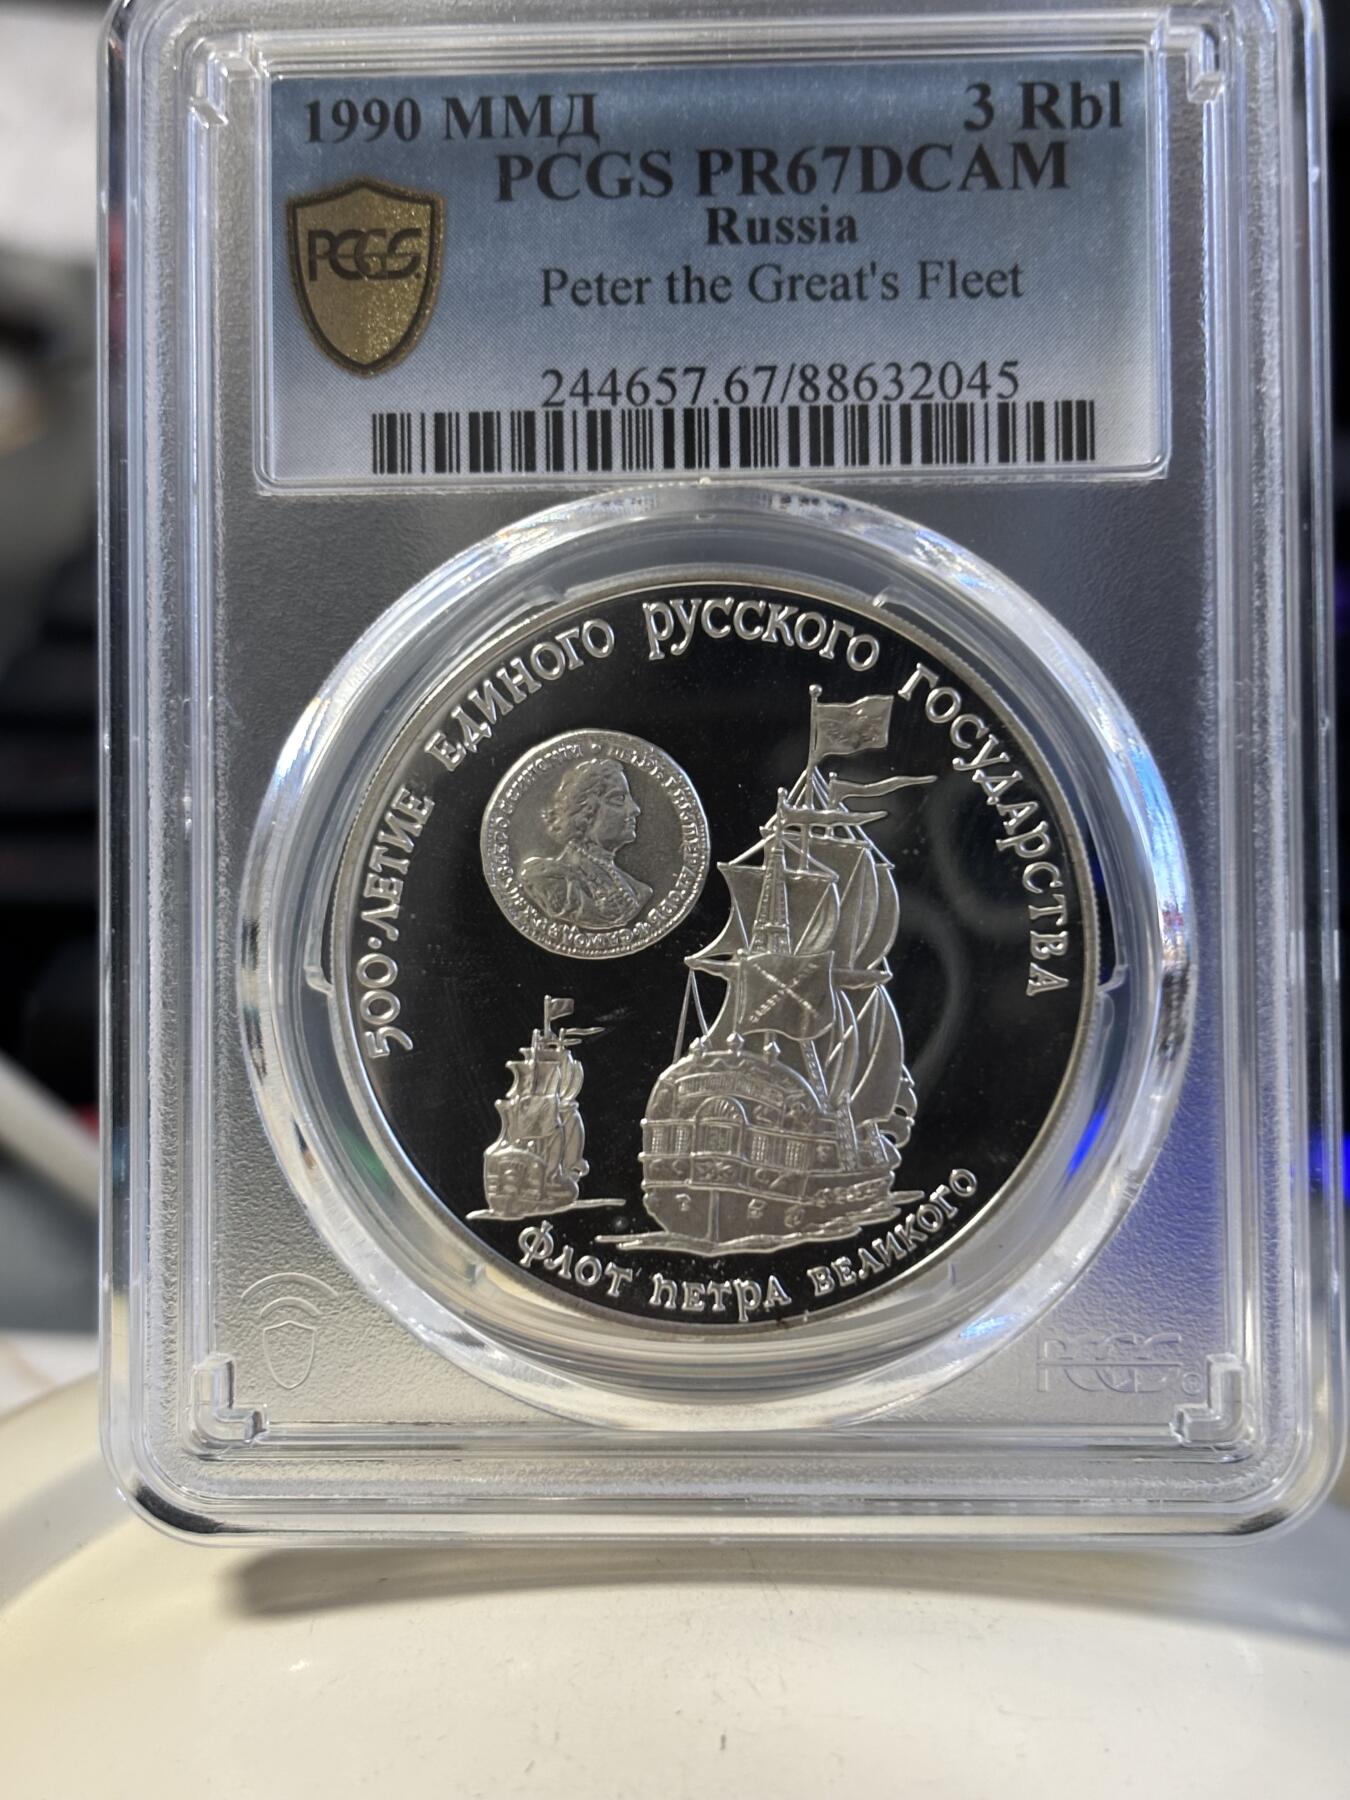 1990 ММД 3 Rbl
PCGS PR67DCAM
Russia
PCGS
Peter the Great's Fleet
244657.67/88632045
500·ЛЕТИЕ ЕДИНОГО РУССКОГО ГОСУДАРСТВА
ФЛОТ ПЕТРА ВЕЛИКОГО
PCGS